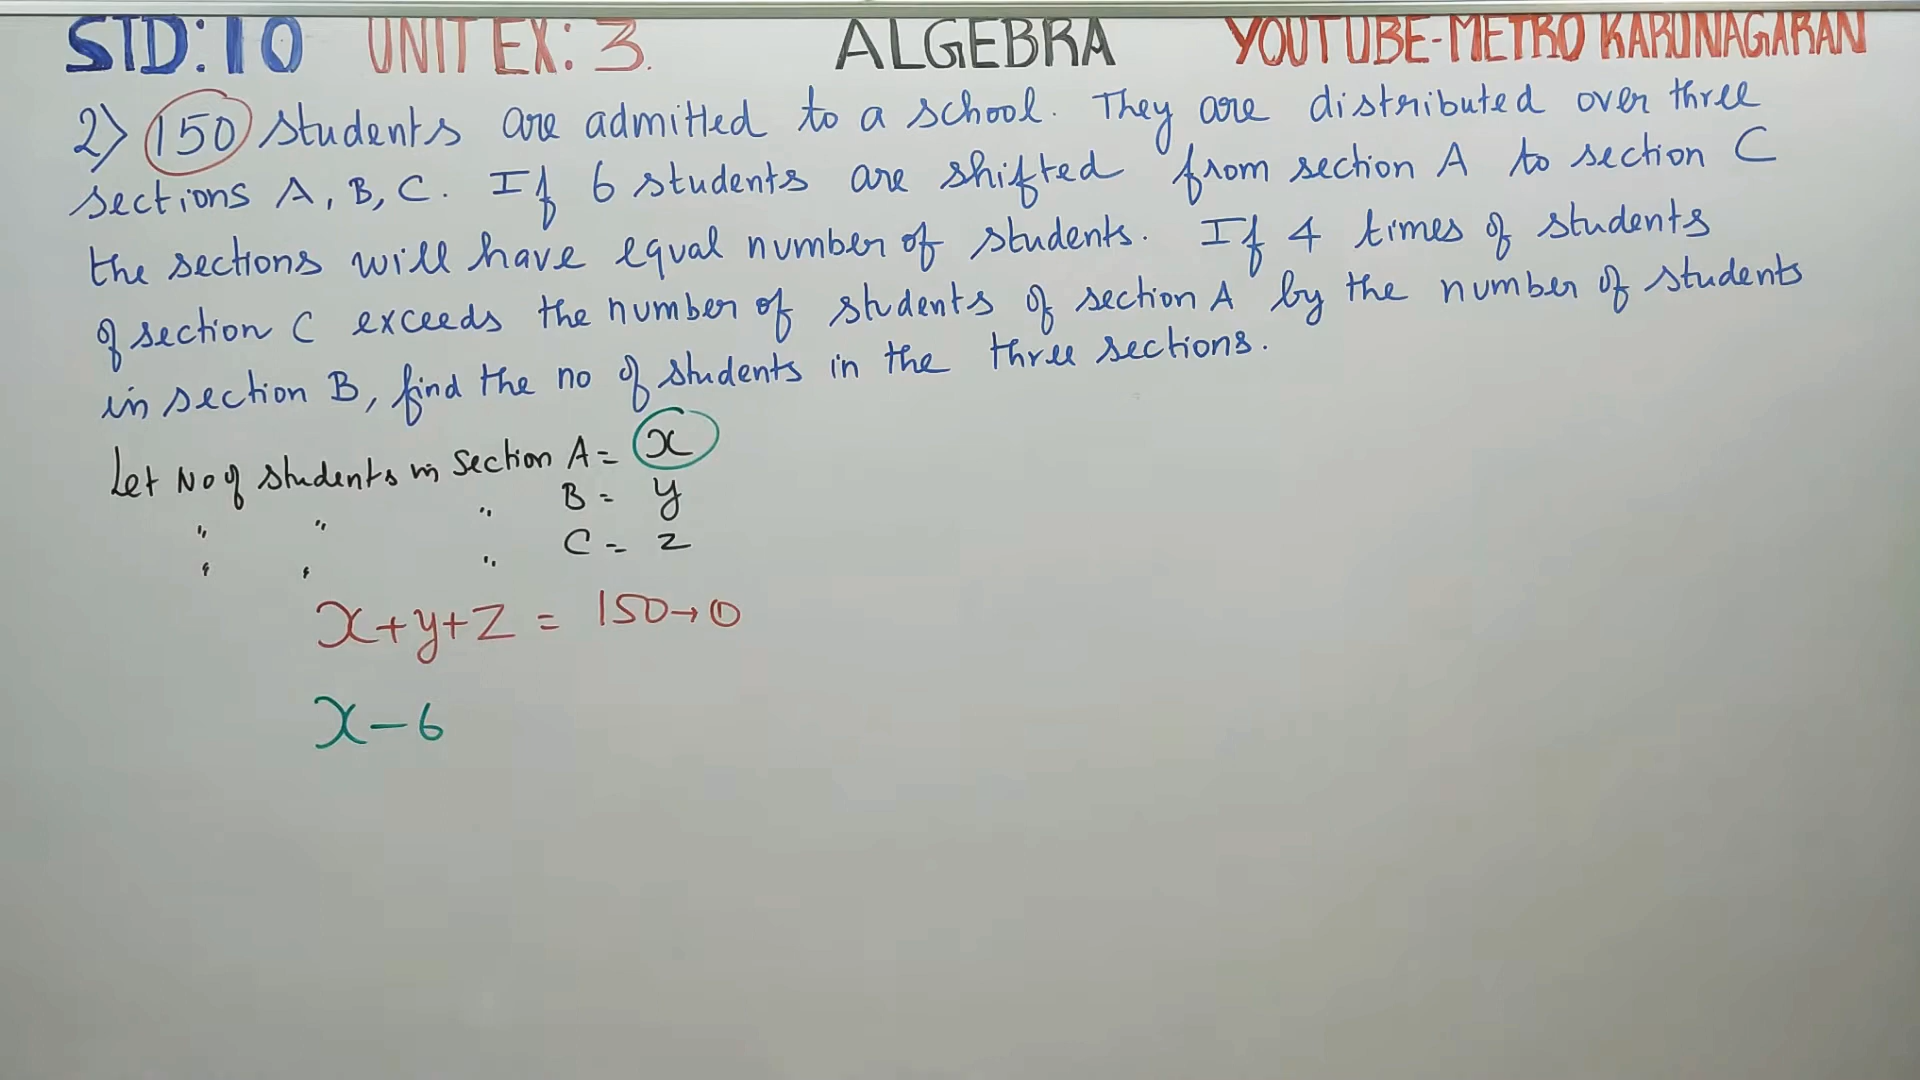 STD:10 UNIT EX: 3. ALGEBRA YOUTUBE-METRO KARUNAGARAN
2) 150 students are admitted to a school. They are distributed over three
sections A, B, C. If 6 students are shifted from section A to section C
the sections will have equal number of students. If 4 times of students
of section C exceeds the number of students of section A by the number of students
in section B, find the no of students in the three sections.
Let No of students in section A = x
" " " B = y
" " " C = z
x+y+z = 150→①
x-6